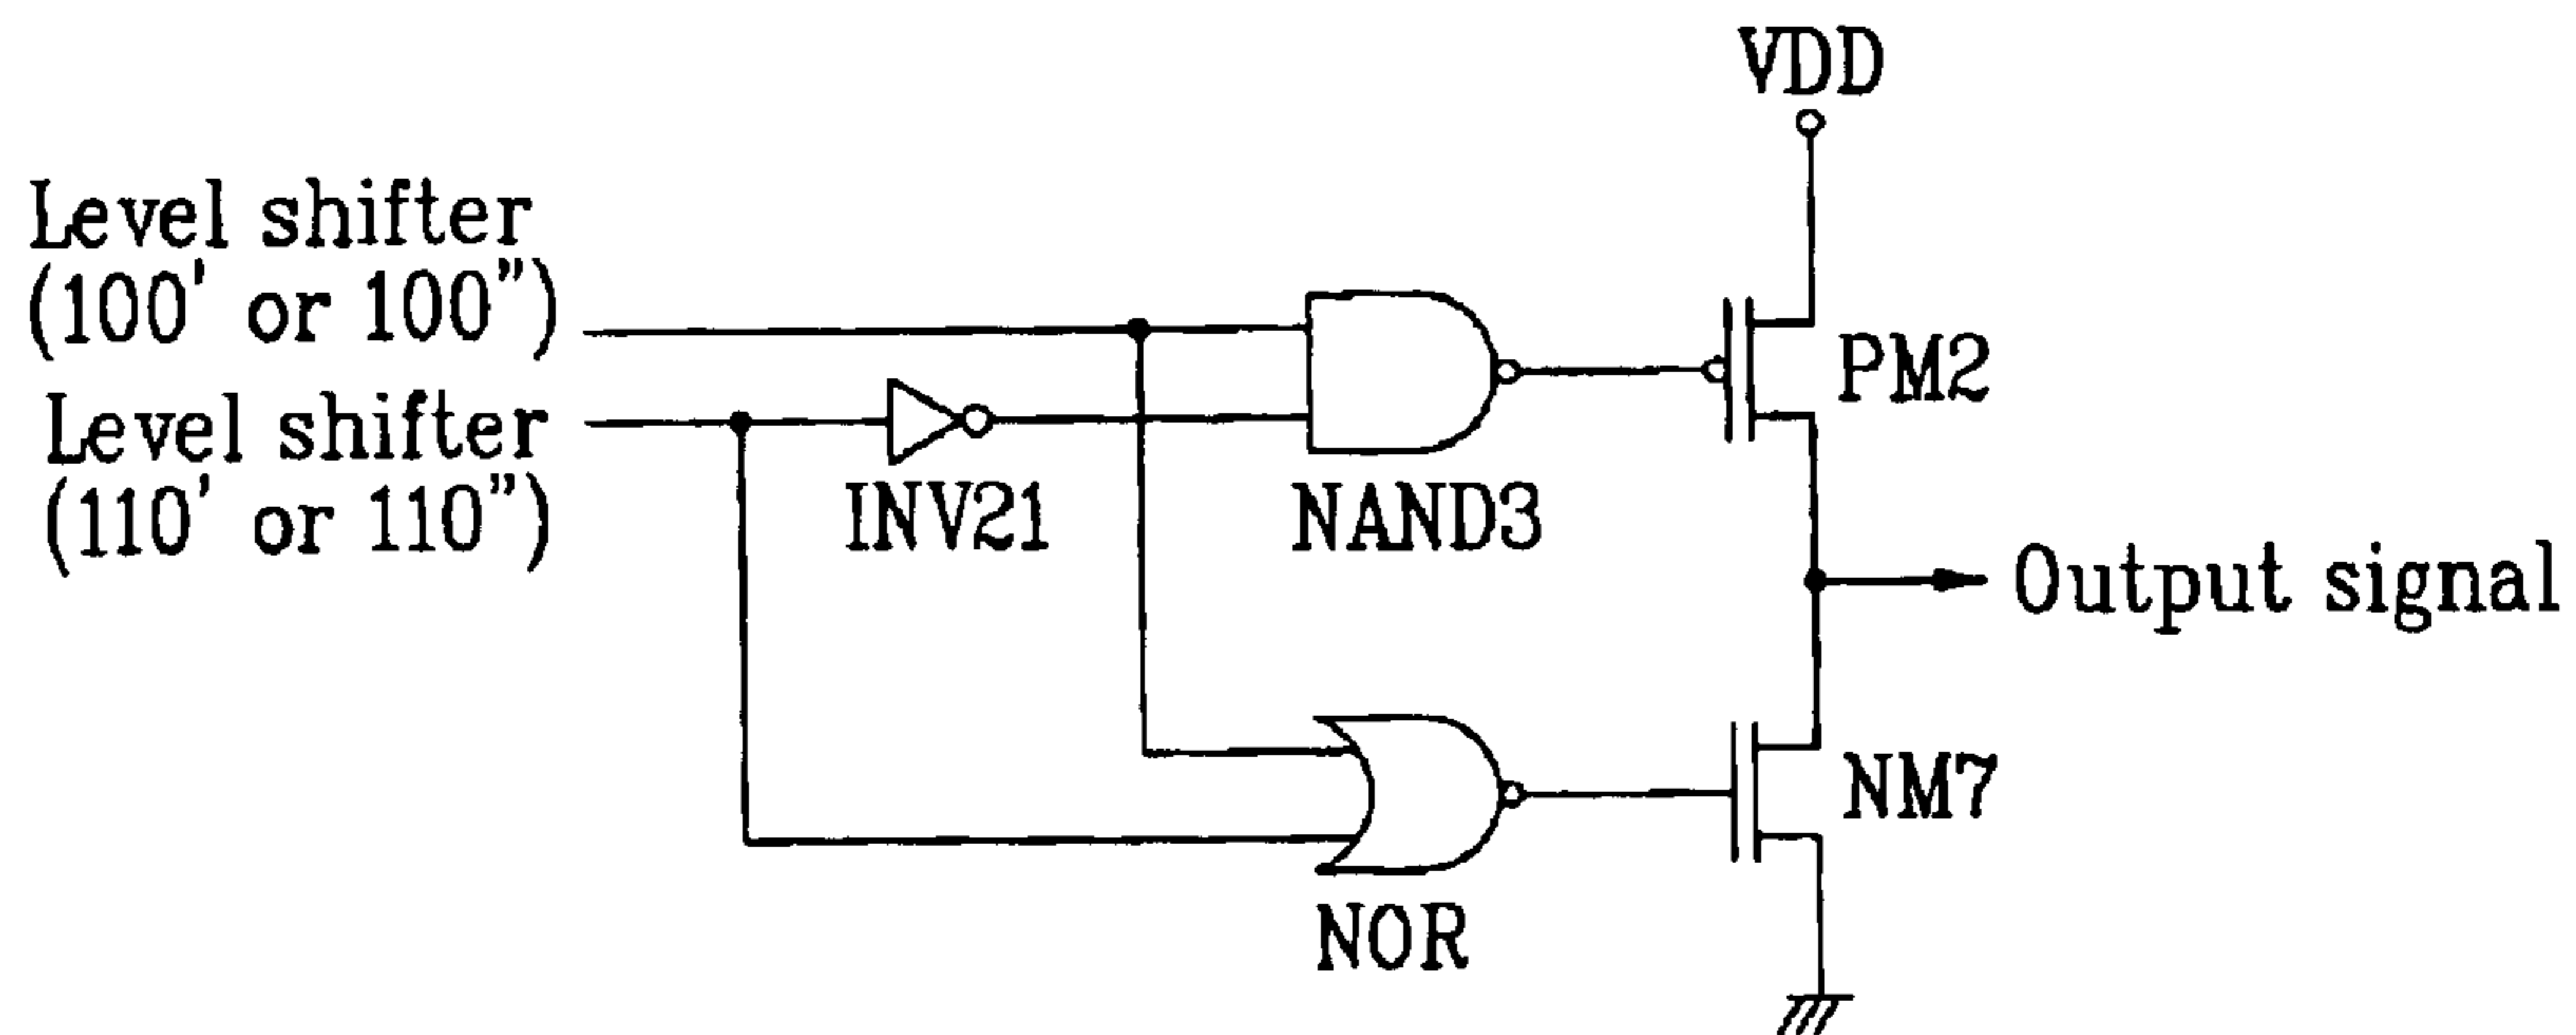 VDD
Level shifter
(100' or 100")
PM2
Level shifter
(110' or 110")
INV21
NAND3
Output signal
NM7
NOR